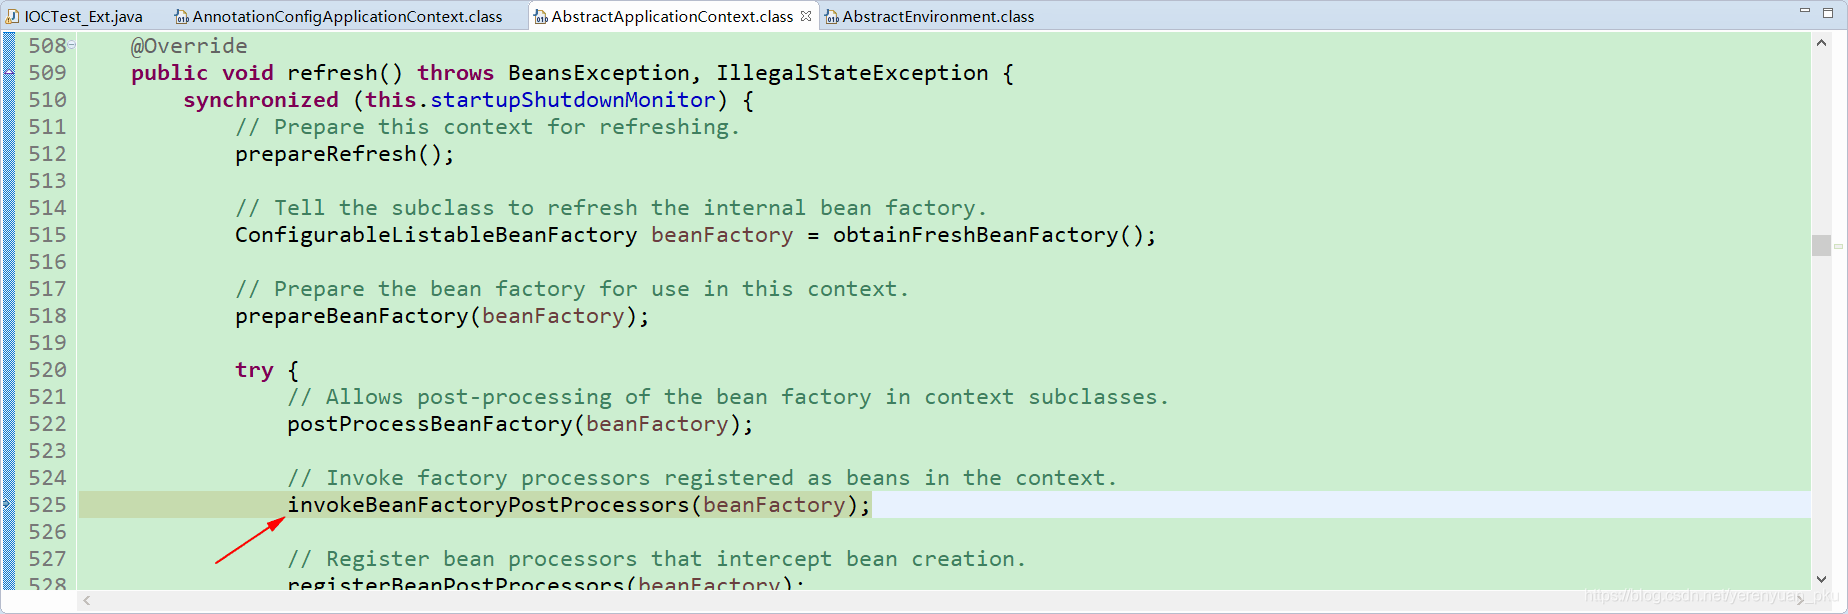 IOCTest_Ext.java AnnotationConfigApplicationContext.class AbstractApplicationContext.class AbstractEnvironment.class
508 @Override
509 public void refresh() throws BeansException, IllegalStateException {
510 synchronized (this.startupShutdownMonitor) {
511 // Prepare this context for refreshing.
512 prepareRefresh();
513
514 // Tell the subclass to refresh the internal bean factory.
515 ConfigurableListableBeanFactory beanFactory = obtainFreshBeanFactory();
516
517 // Prepare the bean factory for use in this context.
518 prepareBeanFactory(beanFactory);
519
520 try {
521 // Allows post-processing of the bean factory in context subclasses.
522 postProcessBeanFactory(beanFactory);
523
524 // Invoke factory processors registered as beans in the context.
525 invokeBeanFactoryPostProcessors(beanFactory);
526
527 // Register bean processors that intercept bean creation.
528 registerBeanPostProcessors(beanFactory);
https://blog.csdn.net/yerenyuan_pku